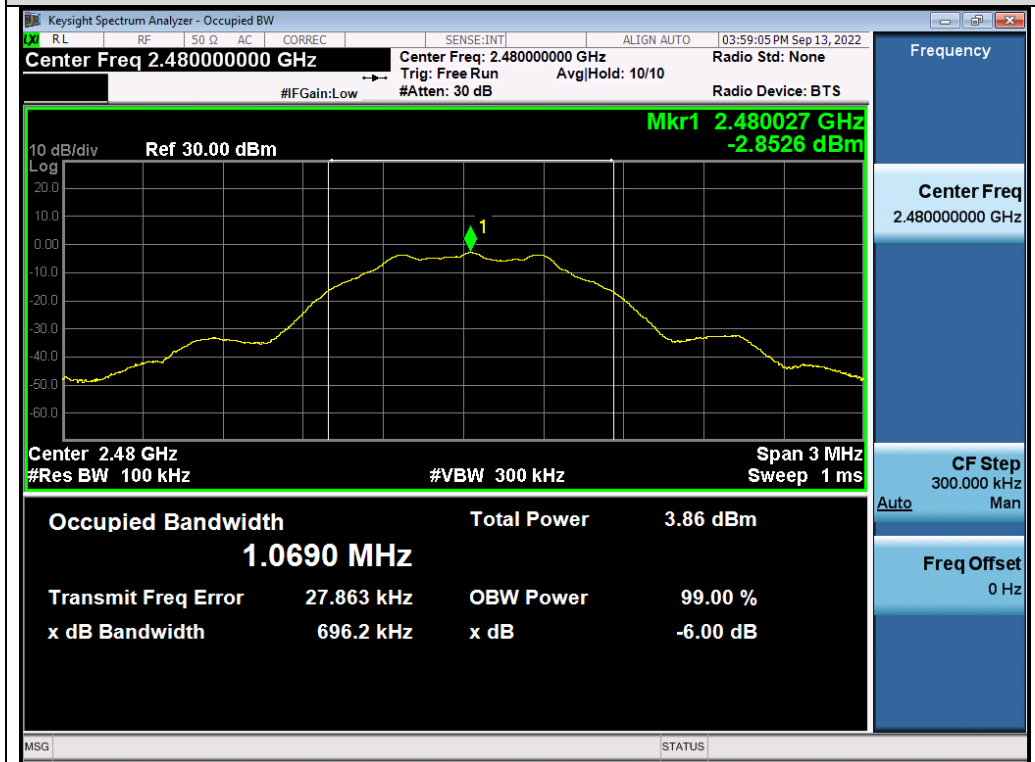 Keysight Spectrum Analyzer - Occupied BW
LXI RL RF 50 Ω AC CORREC SENSE:INT ALIGN AUTO 03:59:05 PM Sep 13, 2022
Center Freq 2.480000000 GHz
Center Freq: 2.480000000 GHz Radio Std: None
Trig: Free Run Avg|Hold: 10/10
#IFGain:Low #Atten: 30 dB Radio Device: BTS
Mkr1 2.480027 GHz
-2.8526 dBm
10 dB/div Ref 30.00 dBm
Log
20.0
10.0
0.00
-10.0
-20.0
-30.0
-40.0
-50.0
-60.0
1
Center 2.48 GHz Span 3 MHz
#Res BW 100 kHz #VBW 300 kHz Sweep 1 ms
Occupied Bandwidth Total Power 3.86 dBm
1.0690 MHz
Transmit Freq Error 27.863 kHz OBW Power 99.00 %
x dB Bandwidth 696.2 kHz x dB -6.00 dB
MSG STATUS
Frequency
Center Freq
2.480000000 GHz
CF Step
300.000 kHz
Auto Man
Freq Offset
0 Hz